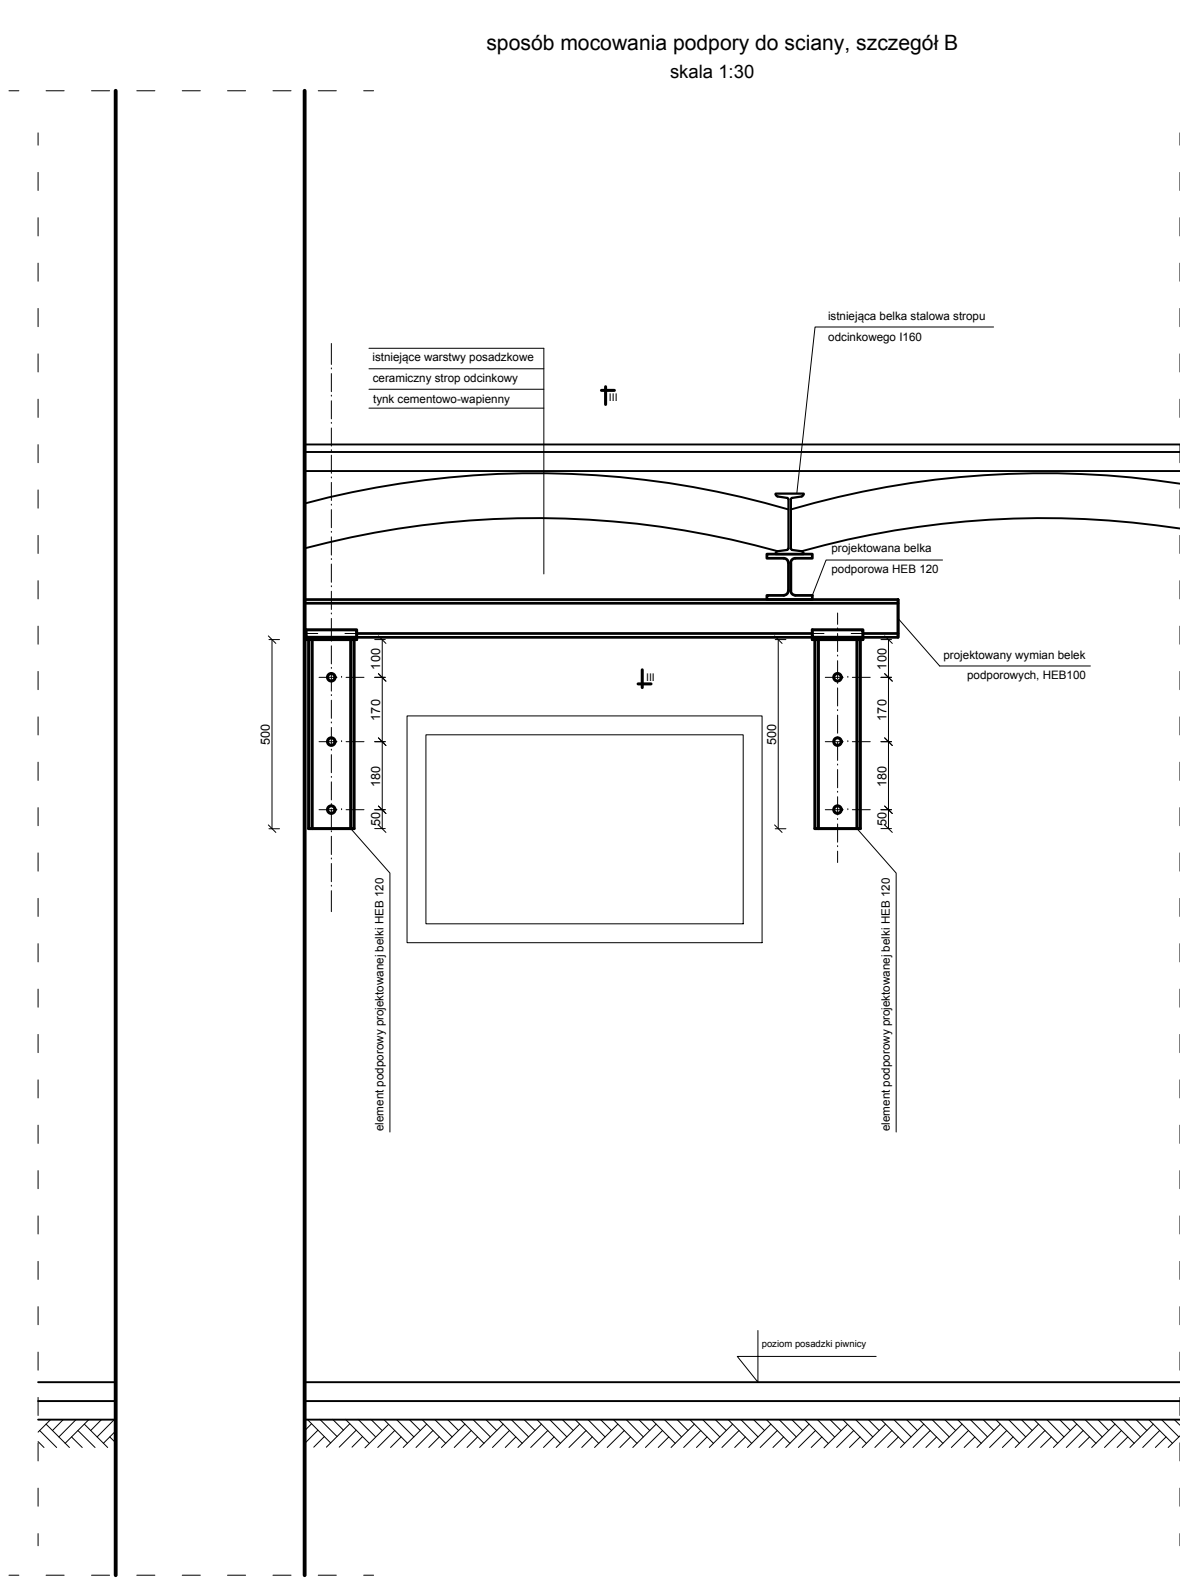 sposób mocowania podpory do sciany, szczegół B
skala 1:30
istniejąca belka stalowa stropu
odcinkowego I160
istniejące warstwy posadzkowe
ceramiczny strop odcinkowy
tynk cementowo-wapienny
III
projektowana belka
podporowa HEB 120
projektowany wymian belek
podporowych, HEB100
III
500
100
170
180
50
500
100
170
180
50
element podporowy projektowanej belki HEB 120
element podporowy projektowanej belki HEB 120
poziom posadzki piwnicy